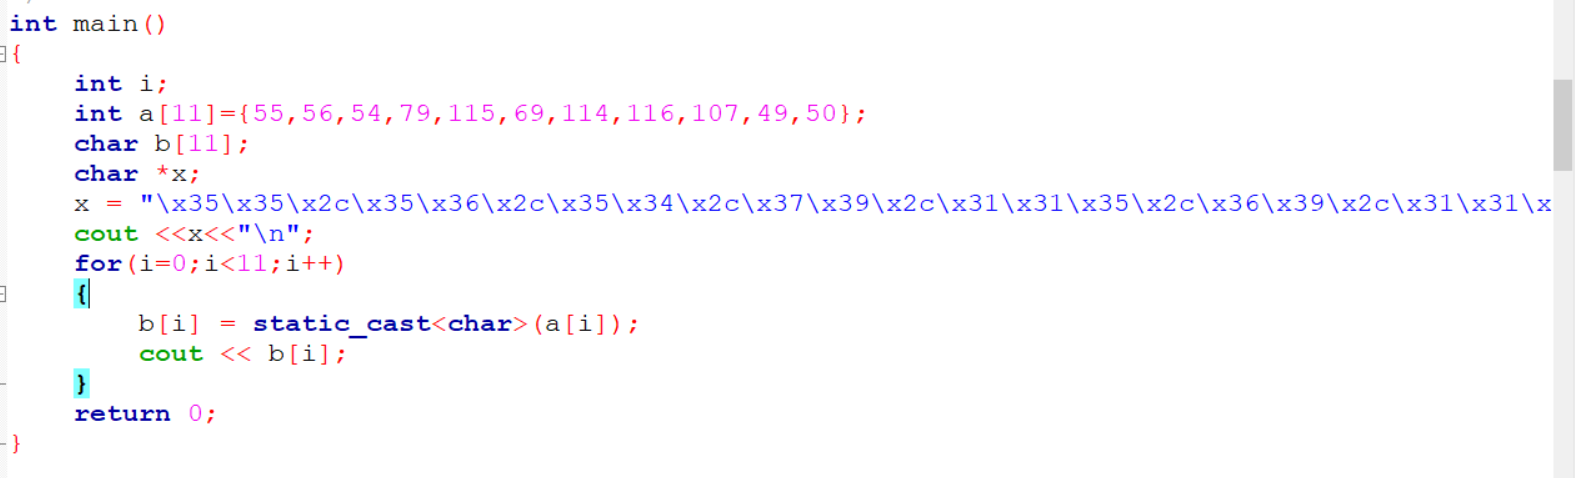 int main()
{
int i;
int a[11]={55,56,54,79,115,69,114,116,107,49,50};
char b[11];
char *x;
x = "\x35\x35\x2c\x35\x36\x2c\x35\x34\x2c\x37\x39\x2c\x31\x31\x35\x2c\x36\x39\x2c\x31\x31\x
cout <<x<<"\n";
for(i=0;i<11;i++)
{
b[i] = static_cast<char>(a[i]);
cout << b[i];
}
return 0;
}